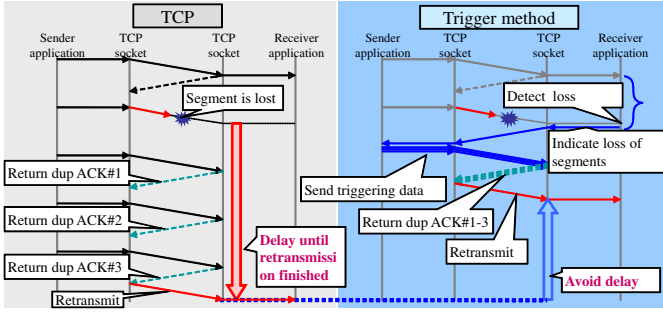 TCP
Trigger method
Sender
application
TCP
socket
TCP
socket
Receiver
application
Sender
application
TCP
socket
TCP
socket
Receiver
application
Segment is lost
Return dup ACK#1
Return dup ACK#2
Return dup ACK#3
Retransmit
Delay until
retransmissi
on finished
Detect loss
Indicate loss of
segments
Send triggering data
Return dup ACK#1-3
Retransmit
Avoid delay